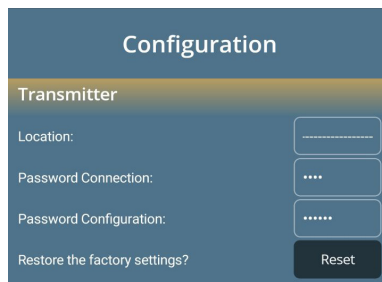 Configuration
Transmitter
Location: ----------------
Password Connection: ••••
Password Configuration: ••••••
Restore the factory settings? Reset